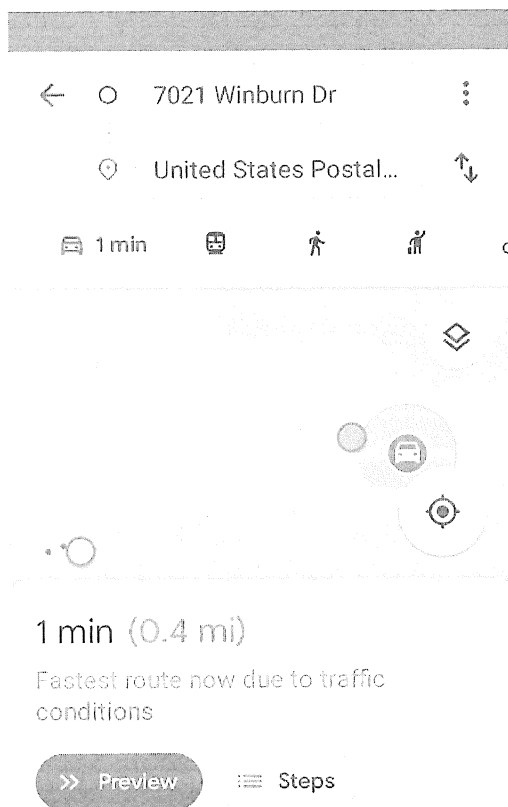 7021 Winburn Dr
United States Postal...
1 min
1 min (0.4 mi)
Fastest route now due to traffic
conditions
Preview
Steps